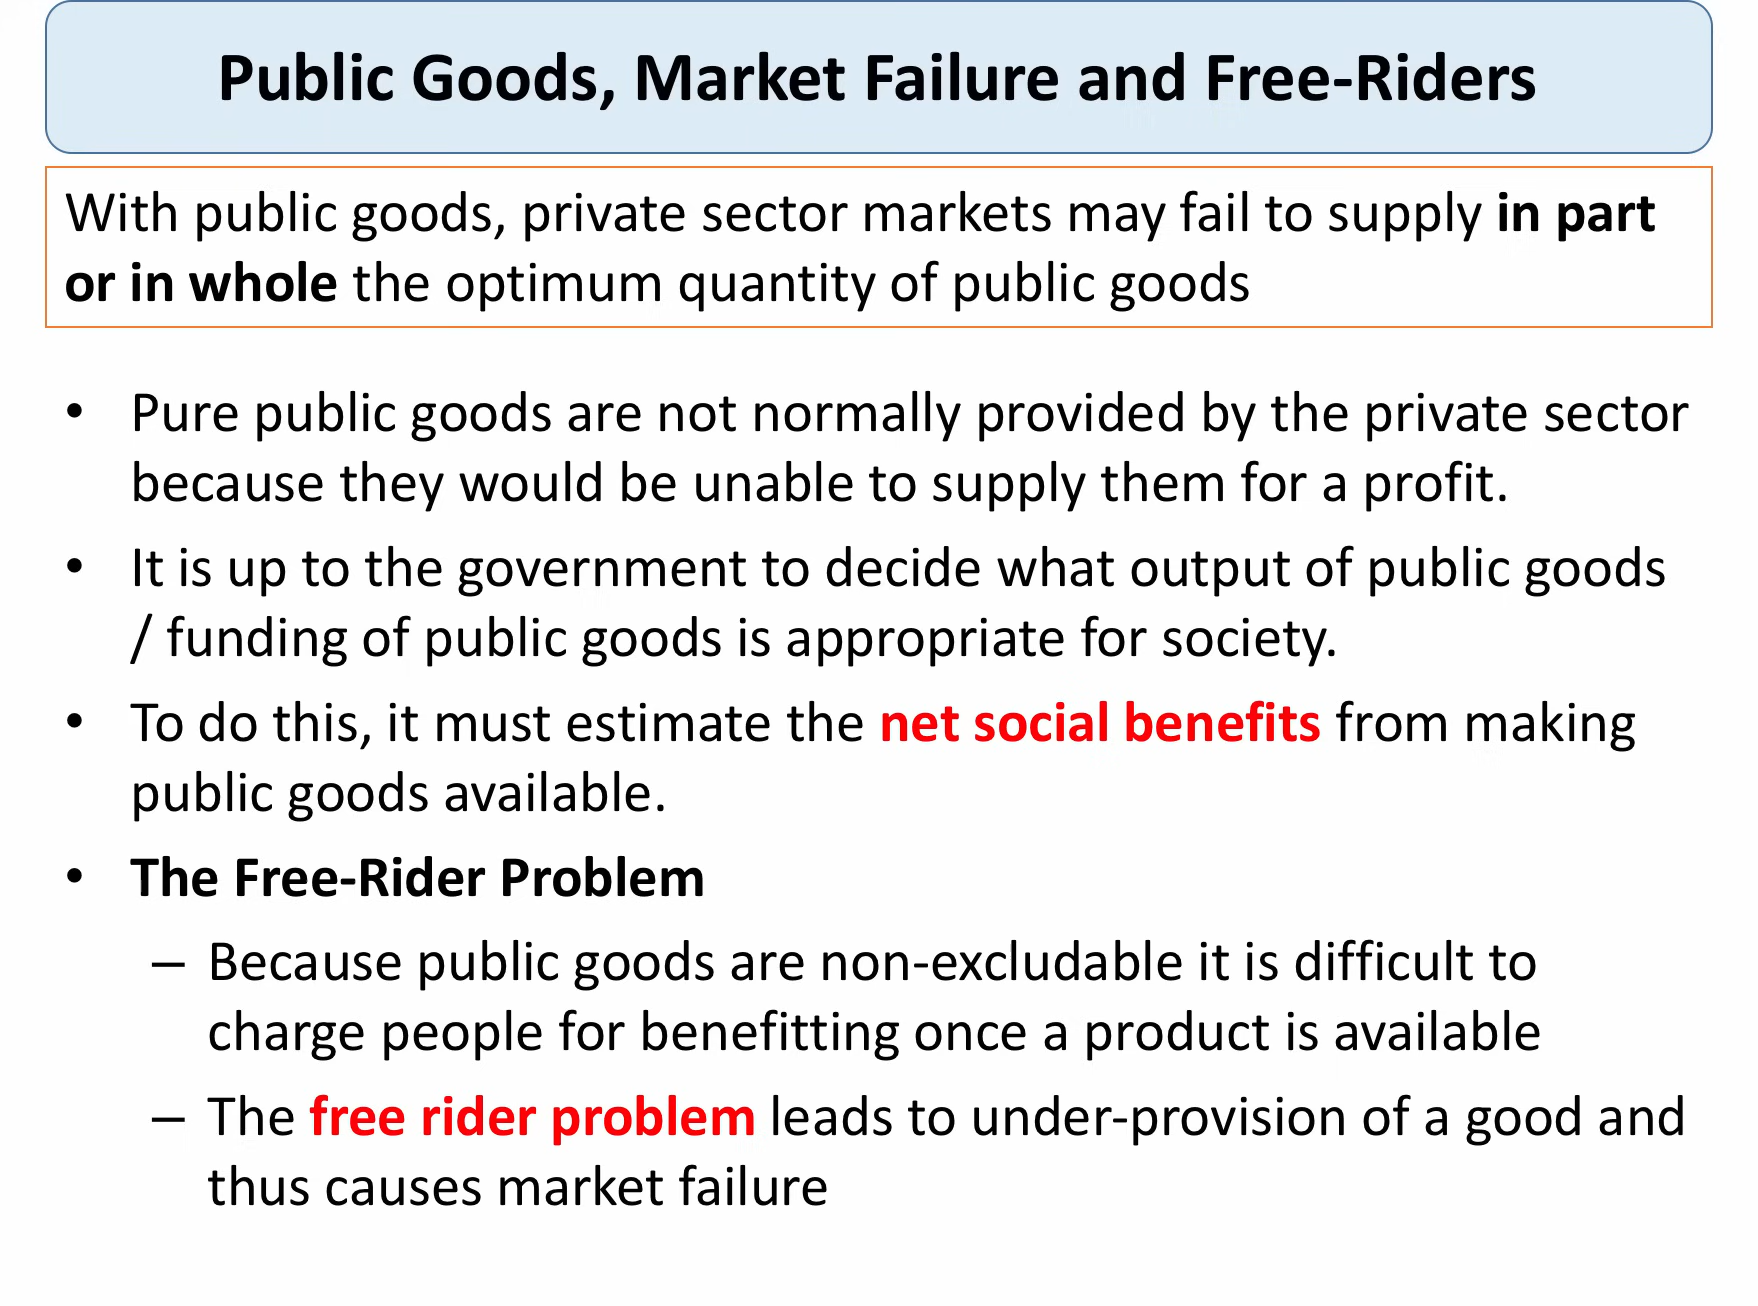 Public Goods, Market Failure and Free-Riders
With public goods, private sector markets may fail to supply in part
or in whole the optimum quantity of public goods
• Pure public goods are not normally provided by the private sector
because they would be unable to supply them for a profit.
• It is up to the government to decide what output of public goods
/ funding of public goods is appropriate for society.
• To do this, it must estimate the net social benefits from making
public goods available.
• The Free-Rider Problem
– Because public goods are non-excludable it is difficult to
charge people for benefitting once a product is available
– The free rider problem leads to under-provision of a good and
thus causes market failure